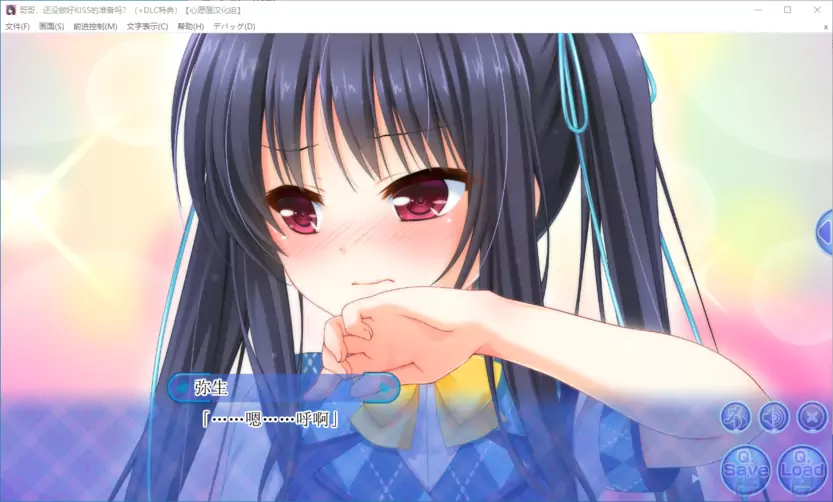 哥哥,还没做好KISS的准备吗?(+DLC特典)【心愿屋汉化组】
文件(F) 画面(S) 前进控制(M) 文字表示(C) 帮助(H) デバッグ(D) x
弥生
「……嗯……呼啊」
Q. Save Q. Load